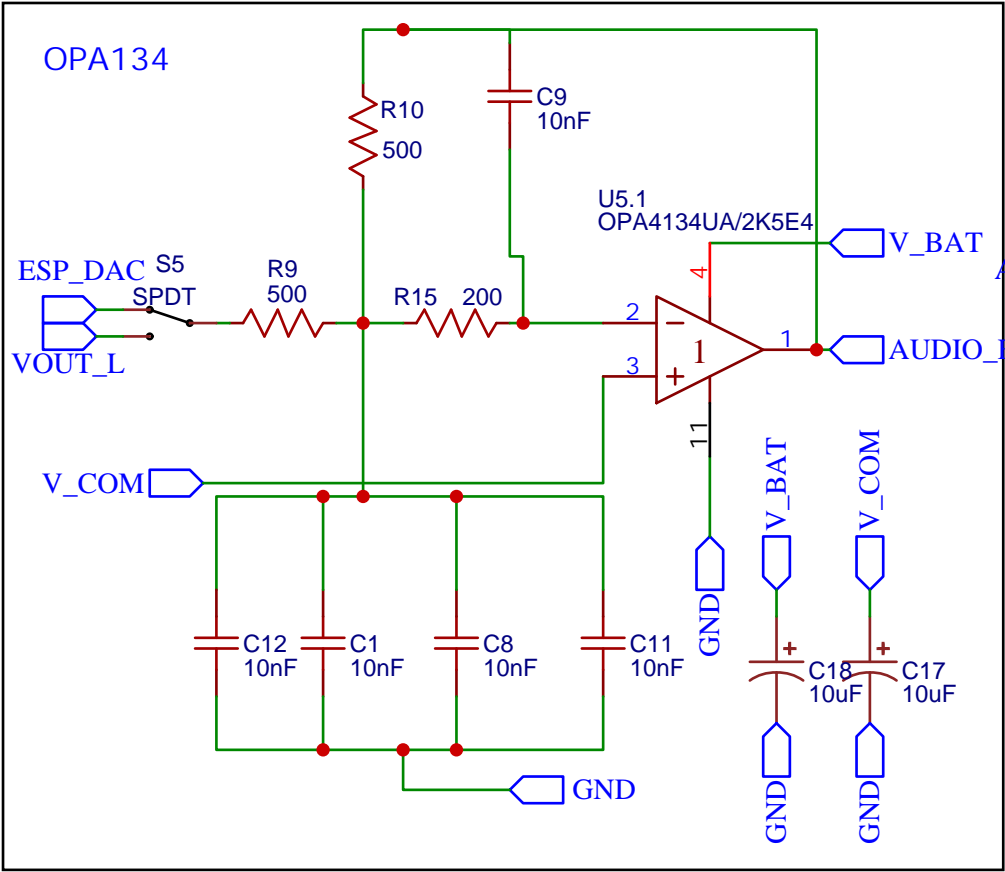 OPA134
R10
500
C9
10nF
U5.1
OPA4134UA/2K5E4
4
V_BAT
ESP_DAC
S5
SPDT
R9
500
R15
200
2
1
1
AUDIO_
VOUT_L
3
11
V_COM
V_BAT
V_COM
GND
C12
10nF
C1
10nF
C8
10nF
C11
10nF
C18
10uF
C17
10uF
GND
GND
GND